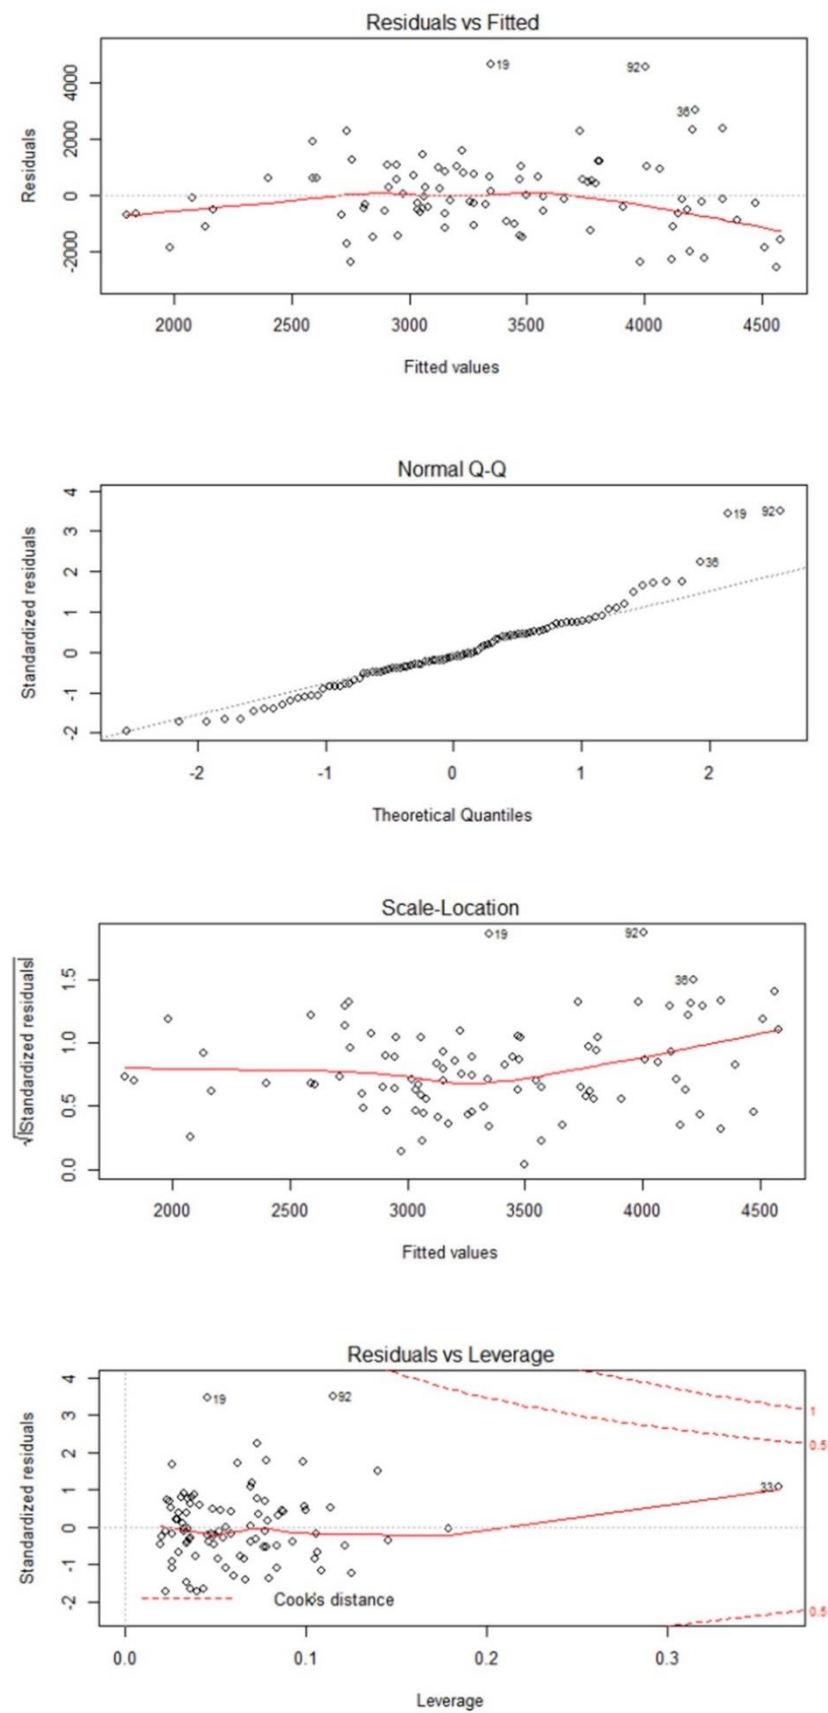 Residuals vs Fitted
Residuals
4000
2000
0
-2000
19
92
36
2000 2500 3000 3500 4000 4500
Fitted values
Normal Q-Q
Standardized residuals
4
3
2
1
0
-1
-2
19
92
36
-2 -1 0 1 2
Theoretical Quantiles
Scale-Location
√|Standardized residuals|
1.5
1.0
0.5
0.0
19
92
36
2000 2500 3000 3500 4000 4500
Fitted values
Residuals vs Leverage
Standardized residuals
4
3
2
1
0
-1
-2
19
92
33
1
0.5
0.5
Cook's distance
0.0 0.1 0.2 0.3
Leverage